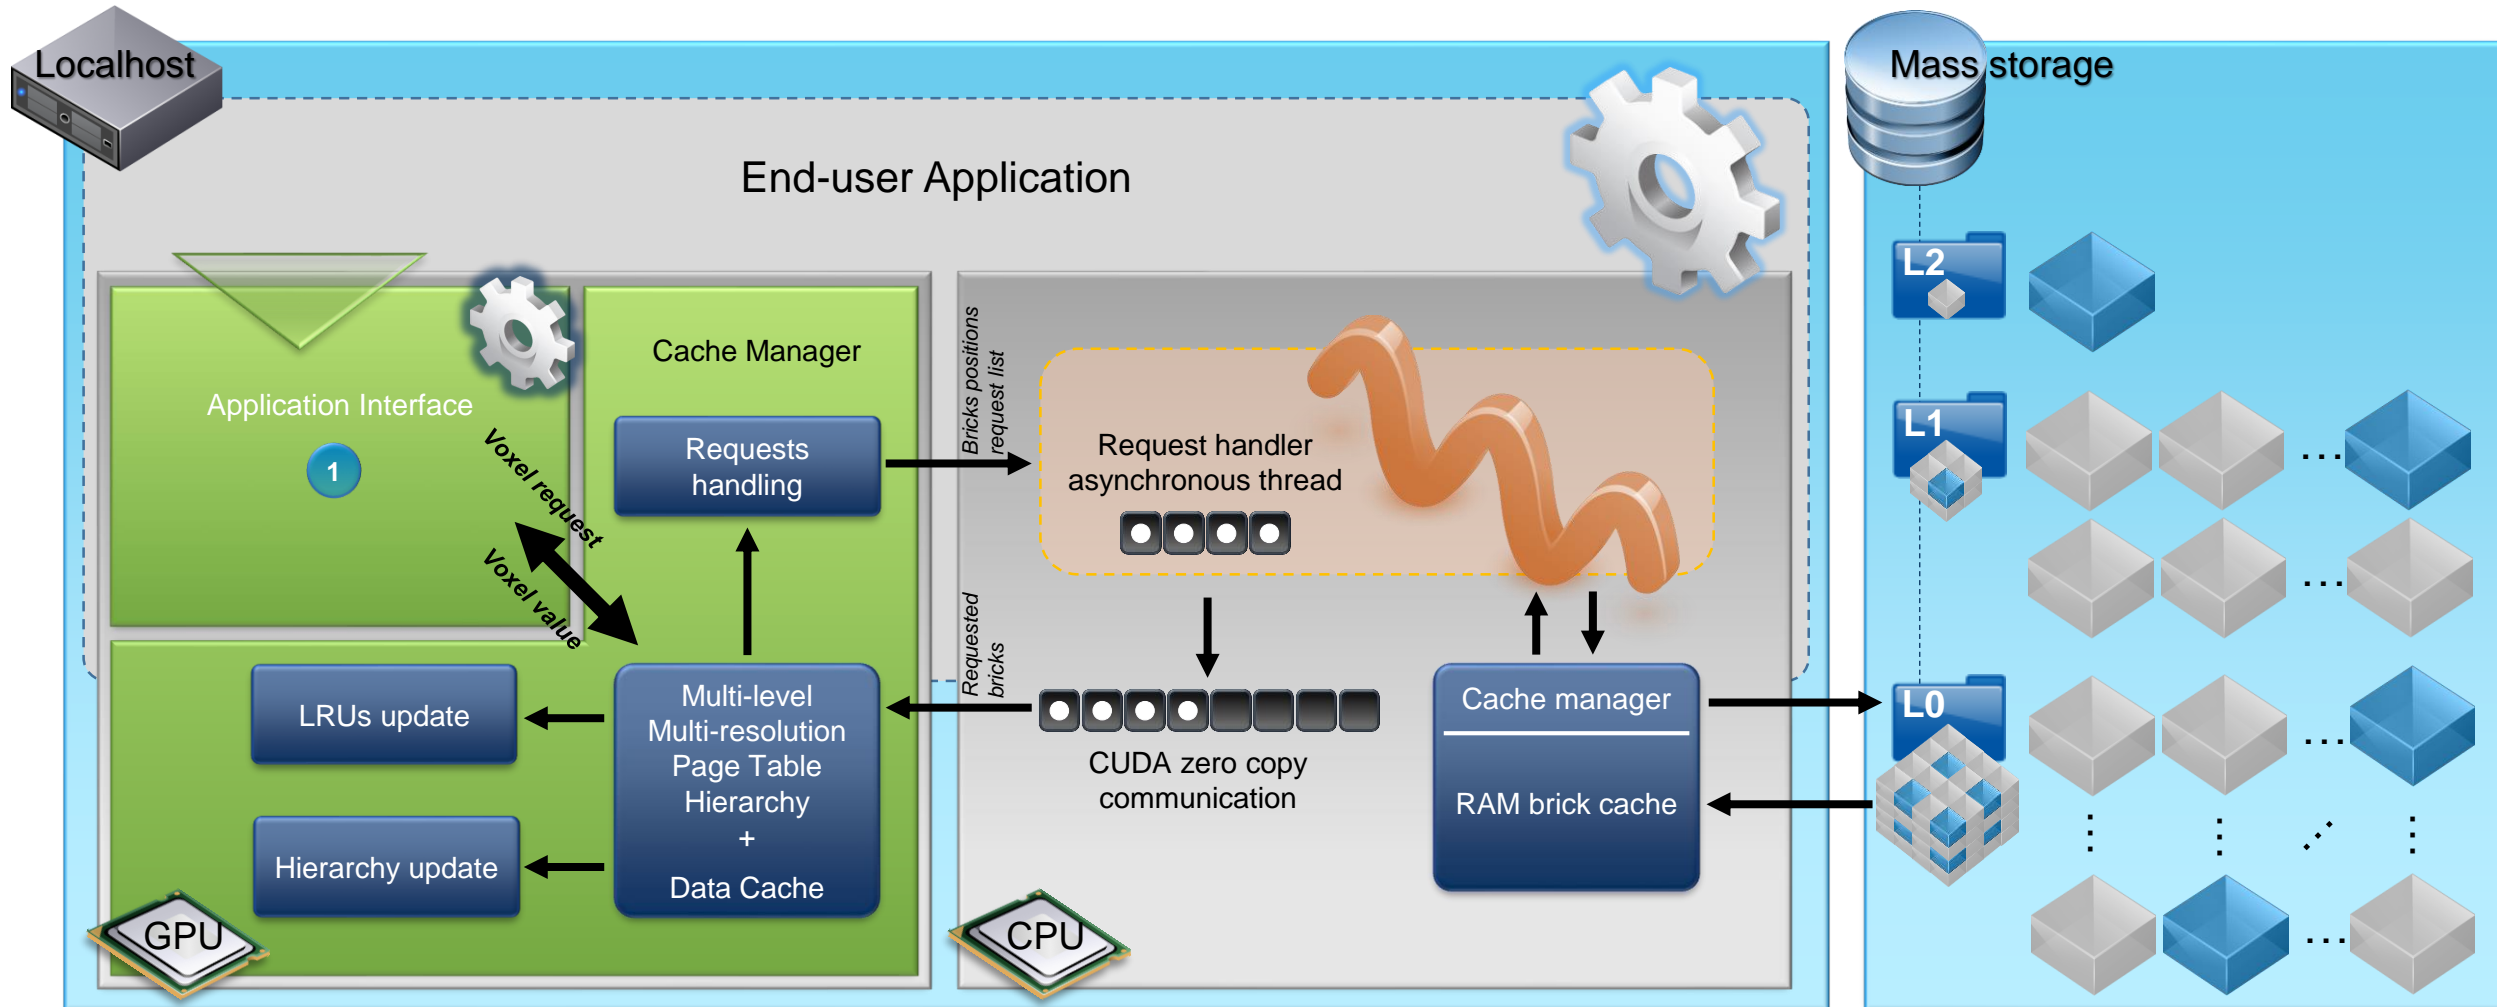 Localhost
Mass storage
End-user Application
Application Interface
1
Cache Manager
Requests
handling
Voxel request
Voxel value
Bricks positions
request list
Request handler
asynchronous thread
Requested
bricks
LRUs update
Hierarchy update
Multi-level
Multi-resolution
Page Table
Hierarchy
+
Data Cache
CUDA zero copy
communication
Cache manager
RAM brick cache
GPU
CPU
L2
L1
...
...
L0
...
...